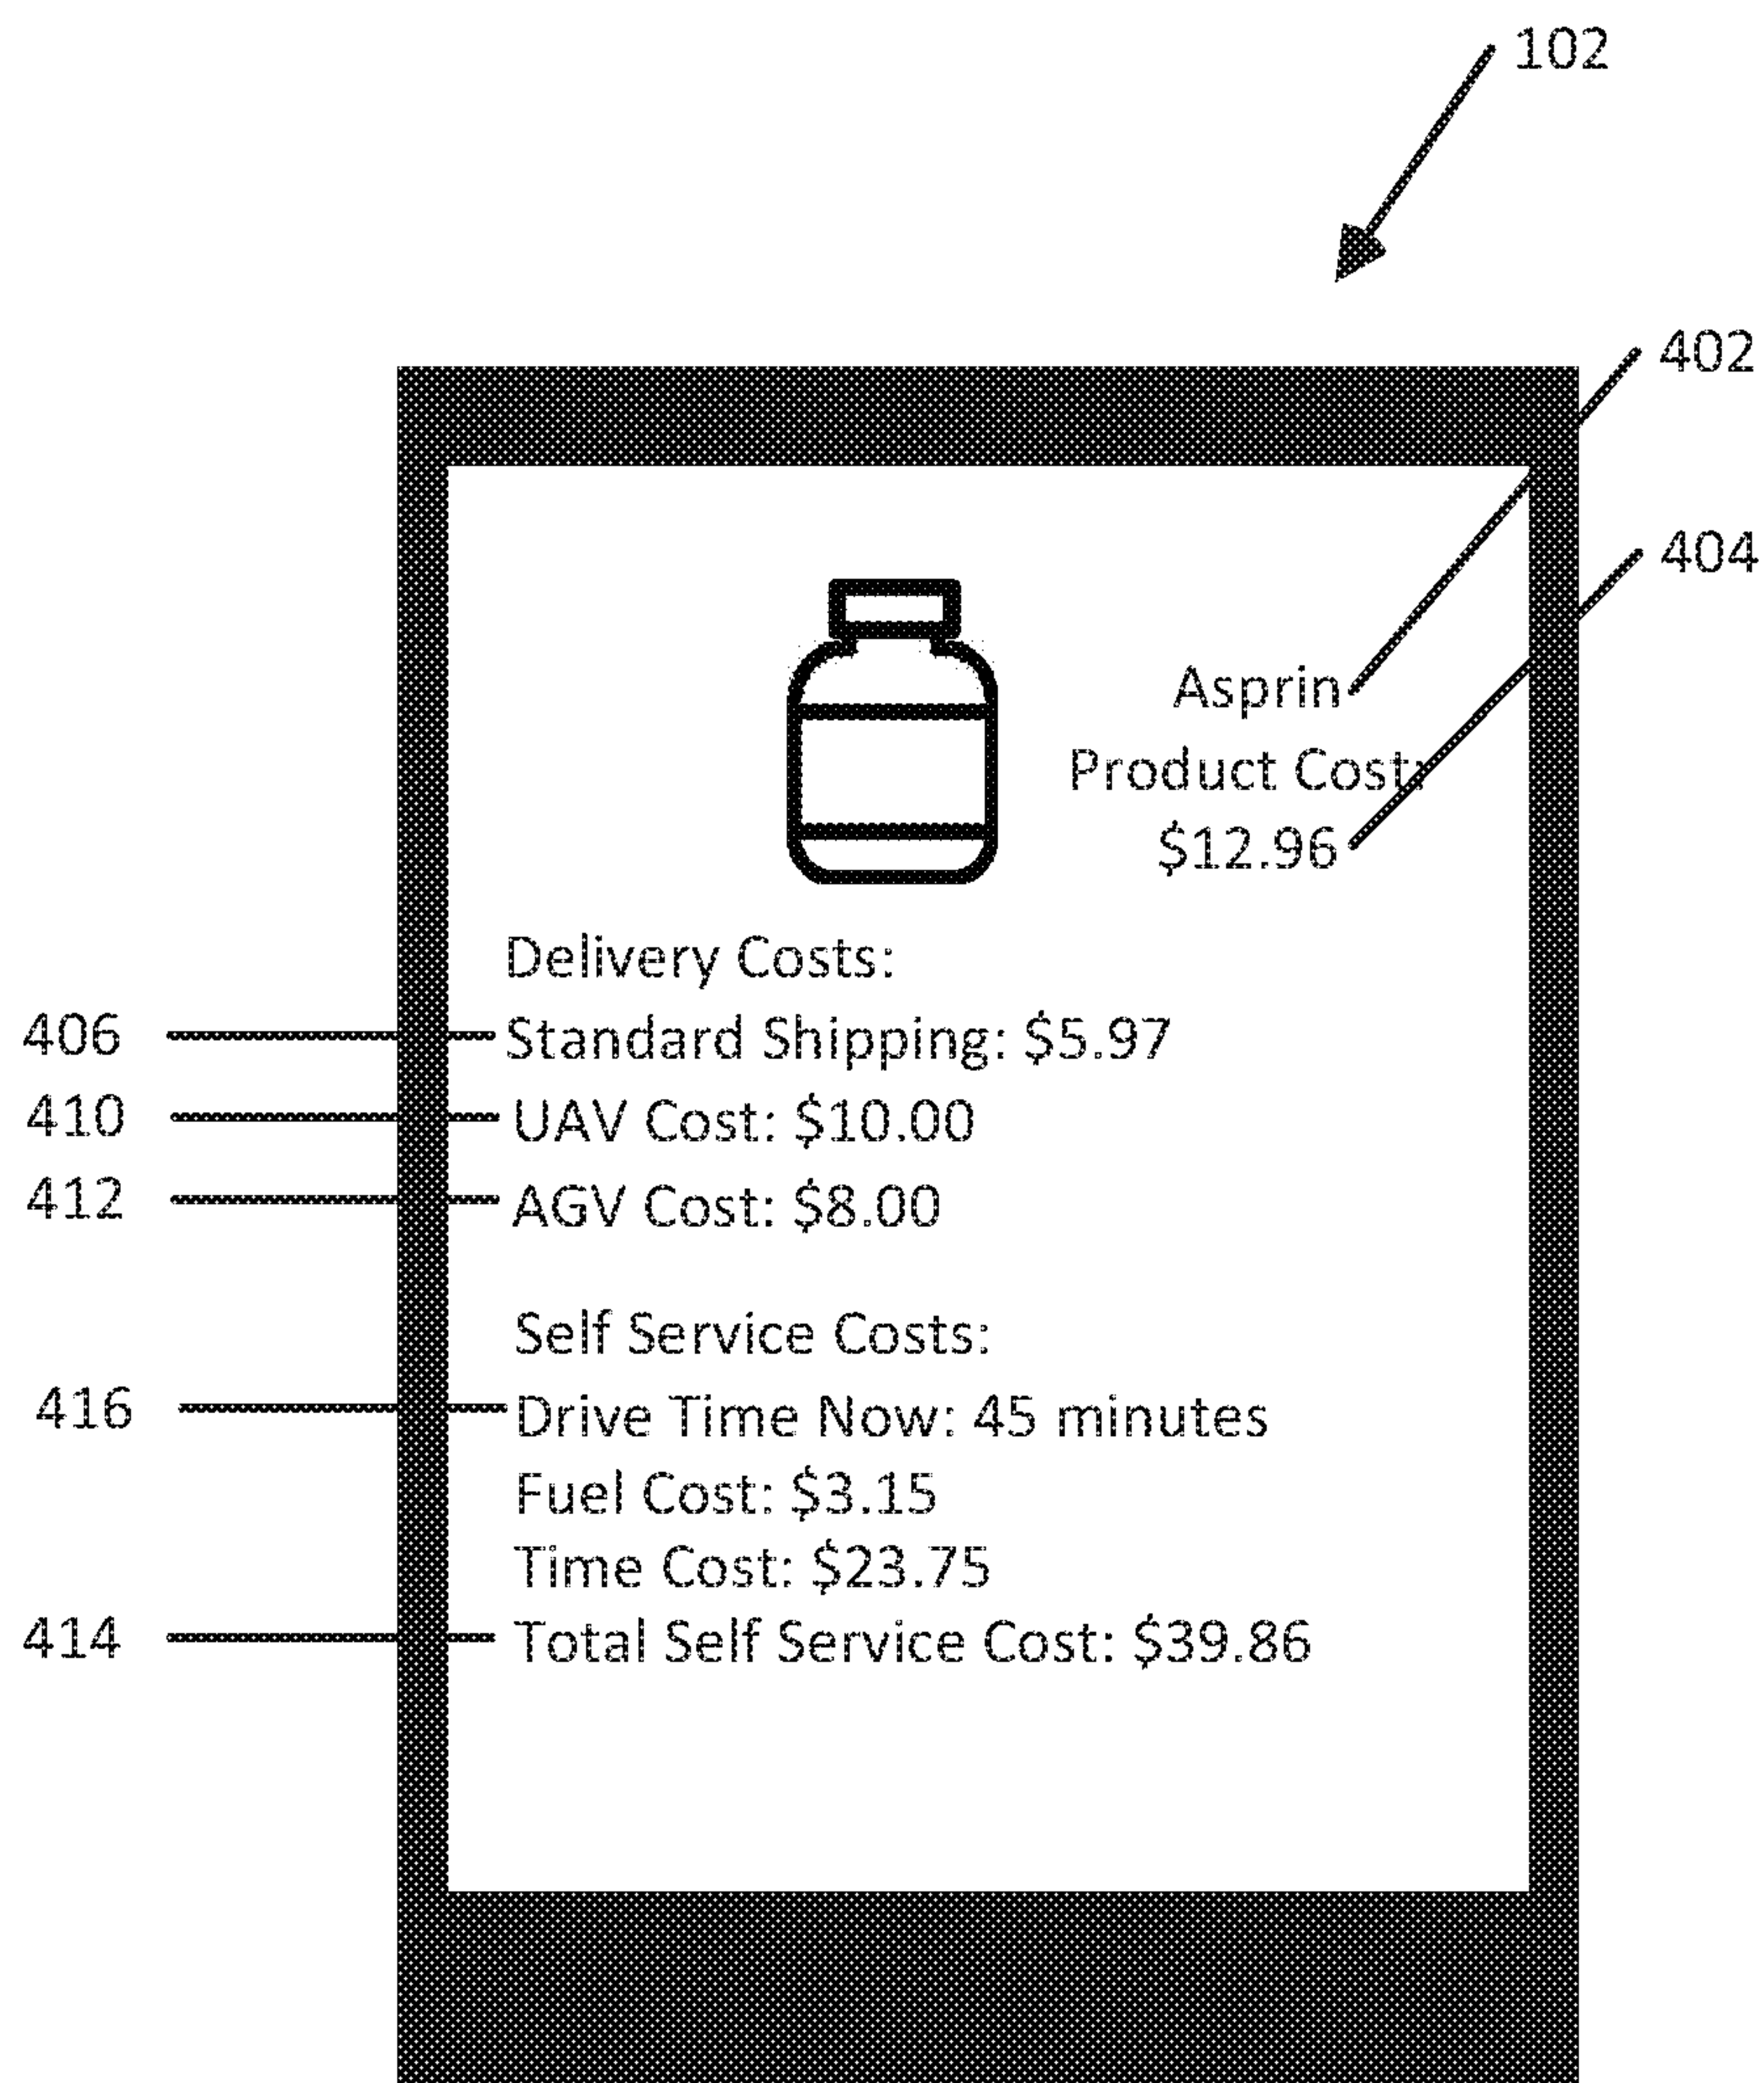 102
402
404
Asprin
Product Cost:
$12.96
Delivery Costs:
406 Standard Shipping: $5.97
410 UAV Cost: $10.00
412 AGV Cost: $8.00
Self Service Costs:
416 Drive Time Now: 45 minutes
Fuel Cost: $3.15
Time Cost: $23.75
414 Total Self Service Cost: $39.86